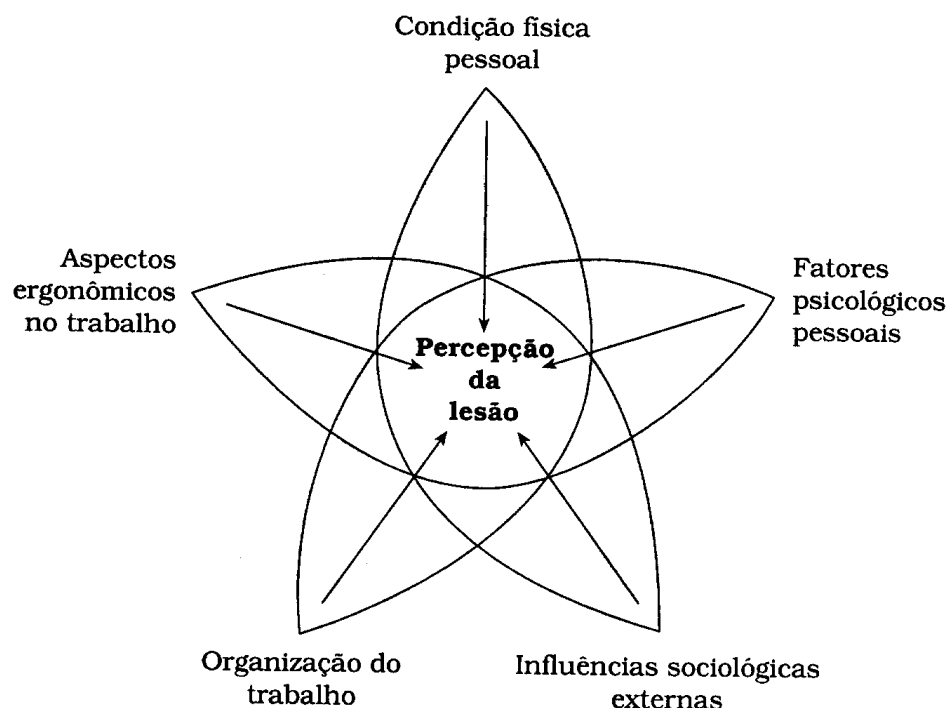 Condição física
pessoal
Aspectos
ergonômicos
no trabalho
Fatores
psicológicos
pessoais
Percepção
da
lesão
Organização do
trabalho
Influências sociológicas
externas